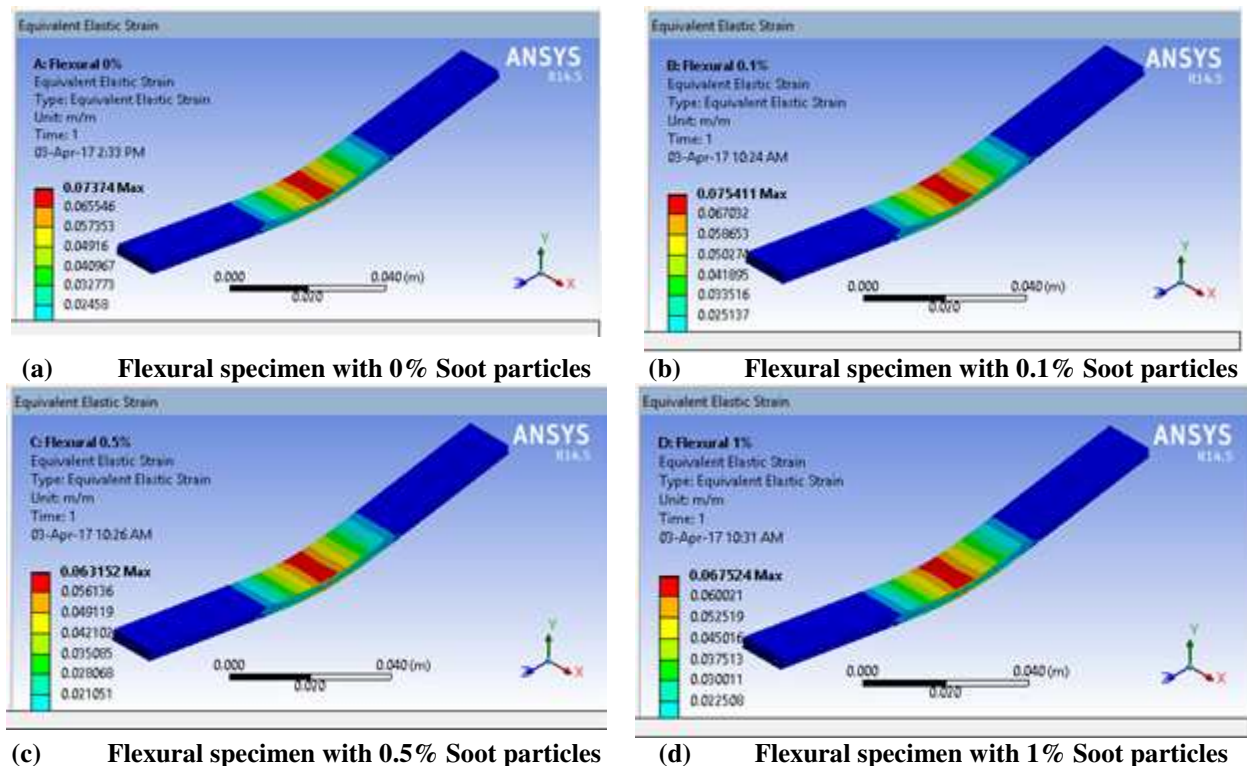 Equivalent Elastic Strain
A: Flexural 0%
Equivalent Elastic Strain
Type: Equivalent Elastic Strain
Unit: m/m
Time: 1
03-Apr-17 2:33 PM
ANSYS
R14.5
0.07374 Max
0.065546
0.057353
0.04916
0.040967
0.032773
0.02458
0.000
0.040 (m)
0.020
Y
Z
X
(a) Flexural specimen with 0% Soot particles
Equivalent Elastic Strain
B: Flexural 0.1%
Equivalent Elastic Strain
Type: Equivalent Elastic Strain
Unit: m/m
Time: 1
03-Apr-17 10:24 AM
ANSYS
R14.5
0.075411 Max
0.067032
0.058653
0.050274
0.041895
0.033516
0.025137
0.000
0.040 (m)
0.020
Y
Z
X
(b) Flexural specimen with 0.1% Soot particles
Equivalent Elastic Strain
C: Flexural 0.5%
Equivalent Elastic Strain
Type: Equivalent Elastic Strain
Unit: m/m
Time: 1
03-Apr-17 10:26 AM
ANSYS
R14.5
0.063152 Max
0.056136
0.049119
0.042102
0.035085
0.028068
0.021051
0.000
0.040 (m)
0.020
Y
Z
X
(c) Flexural specimen with 0.5% Soot particles
Equivalent Elastic Strain
D: Flexural 1%
Equivalent Elastic Strain
Type: Equivalent Elastic Strain
Unit: m/m
Time: 1
03-Apr-17 10:31 AM
ANSYS
R14.5
0.067524 Max
0.060021
0.052519
0.045016
0.037513
0.030011
0.022508
0.000
0.040 (m)
0.020
Y
Z
X
(d) Flexural specimen with 1% Soot particles